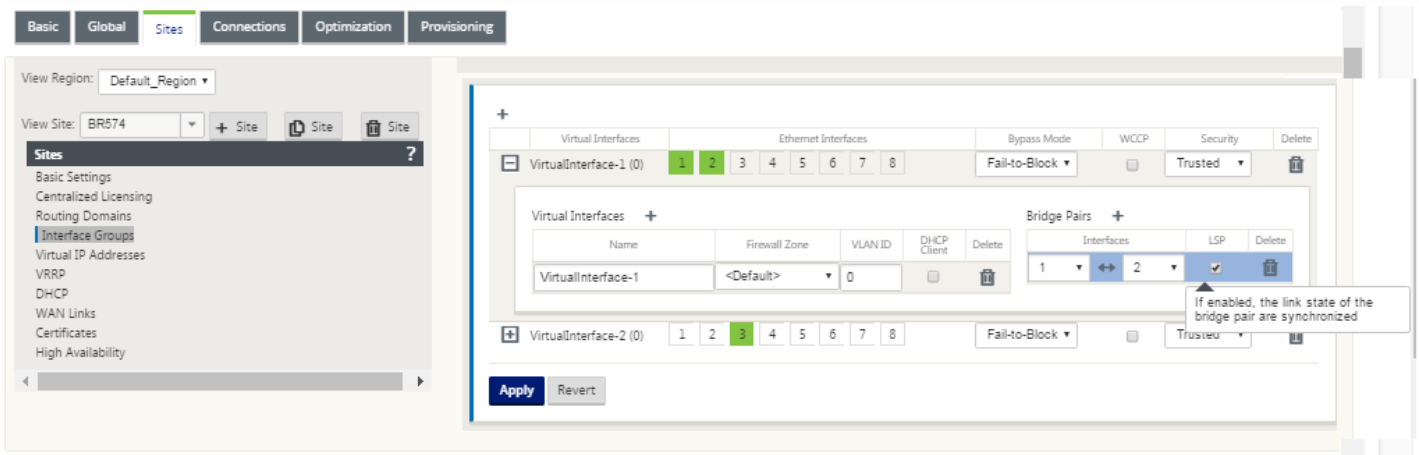 Basic Global Sites Connections Optimization Provisioning
View Region: Default_Region
View Site: BR574 + Site Site Site
Sites ?
Basic Settings
Centralized Licensing
Routing Domains
Interface Groups
Virtual IP Addresses
VRRP
DHCP
WAN Links
Certificates
High Availability
+
Virtual Interfaces Ethernet Interfaces Bypass Mode WCCP Security Delete
VirtualInterface-1 (0) 1 2 3 4 5 6 7 8 Fail-to-Block Trusted
Virtual Interfaces + Bridge Pairs +
Name Firewall Zone VLAN ID DHCP Client Delete Interfaces LSP Delete
VirtualInterface-1 <Default> 0 1 2
If enabled, the link state of the
bridge pair are synchronized
VirtualInterface-2 (0) 1 2 3 4 5 6 7 8 Fail-to-Block Trusted
Apply Revert